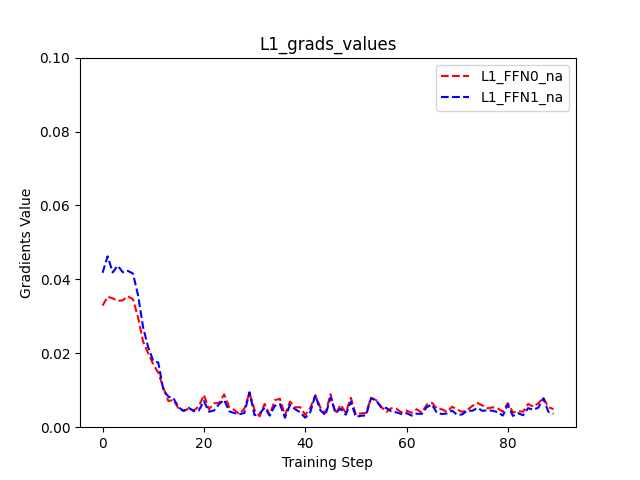 L1_grads_values
0.10
0.08
0.06
0.04
0.02
0.00
Gradients Value
L1_FFN0_na
L1_FFN1_na
0 20 40 60 80
Training Step